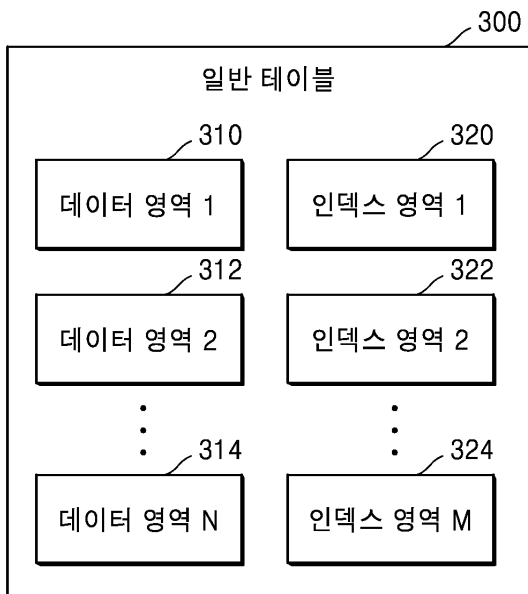 300
일반 테이블
310
320
데이터 영역 1
인덱스 영역 1
312
322
데이터 영역 2
인덱스 영역 2
314
324
데이터 영역 N
인덱스 영역 M